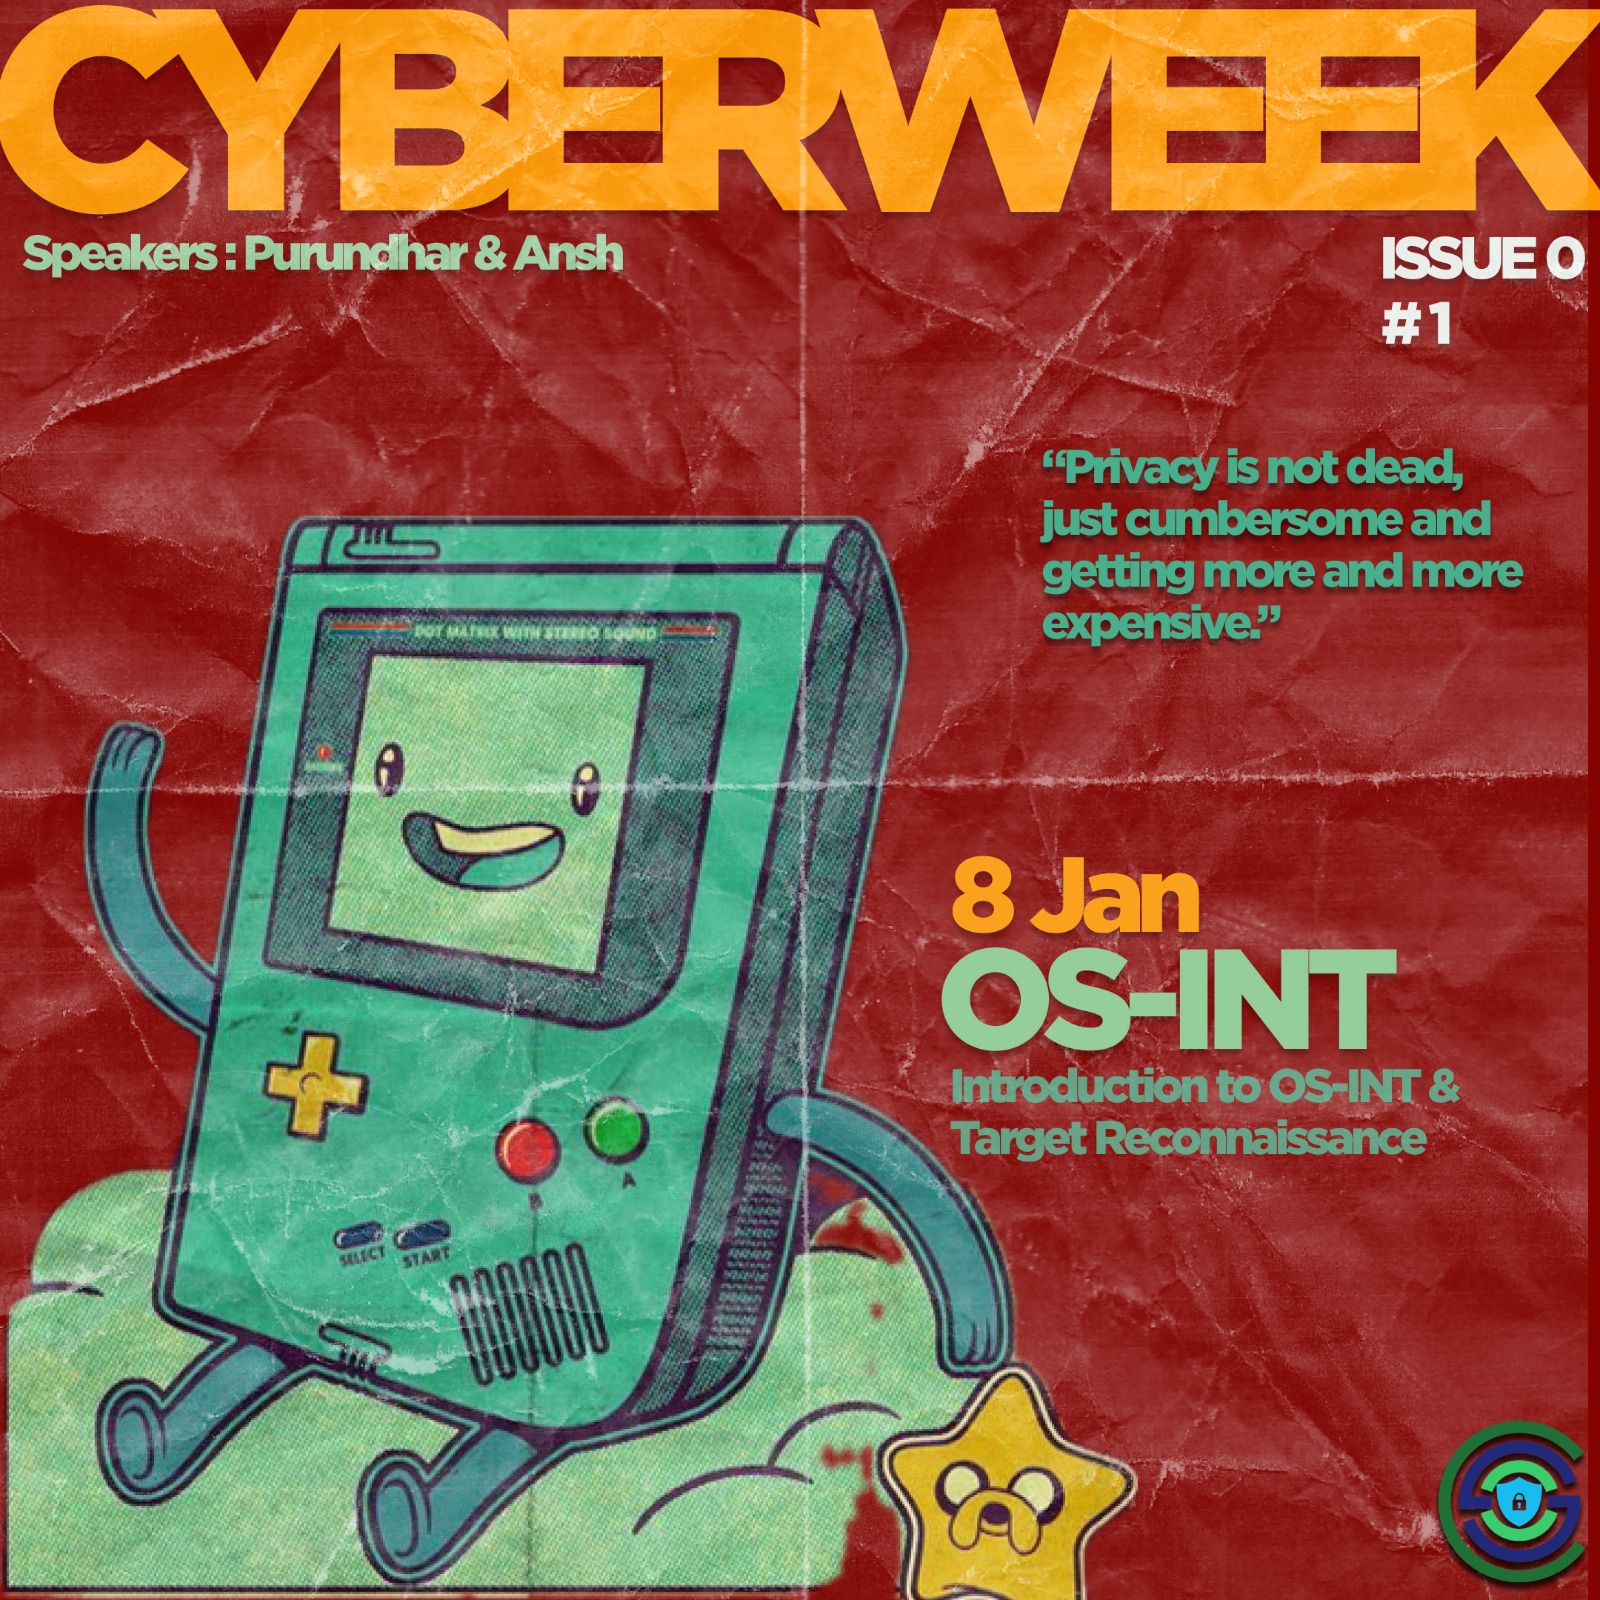 CYBERWEEK
Speakers : Purundhar & Ansh
ISSUE 0
#1
“Privacy is not dead,
just cumbersome and
getting more and more
expensive.”
DOT MATRIX WITH STEREO SOUND
8 Jan
OS-INT
Introduction to OS-INT &
Target Reconnaissance
B
A
SELECT
START